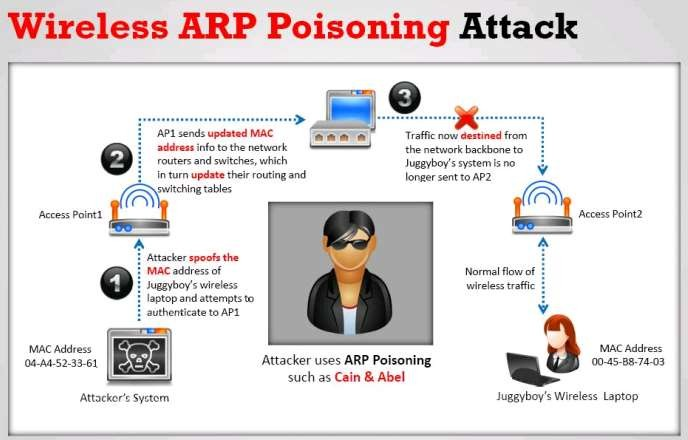 Wireless ARP Poisoning Attack
3
AP1 sends updated MAC
address info to the network
routers and switches, which
in turn update their routing and
switching tables
Traffic now destined from
the network backbone to
Juggyboy's system is no
longer sent to AP2
2
Access Point1
Access Point2
1
Attacker spoofs the
MAC address of
Juggyboy's wireless
laptop and attempts to
authenticate to AP1
Normal flow of
wireless traffic
MAC Address
04-A4-52-33-61
Attacker's System
Attacker uses ARP Poisoning
such as Cain & Abel
MAC Address
00-45-B8-74-03
Juggyboy's Wireless Laptop